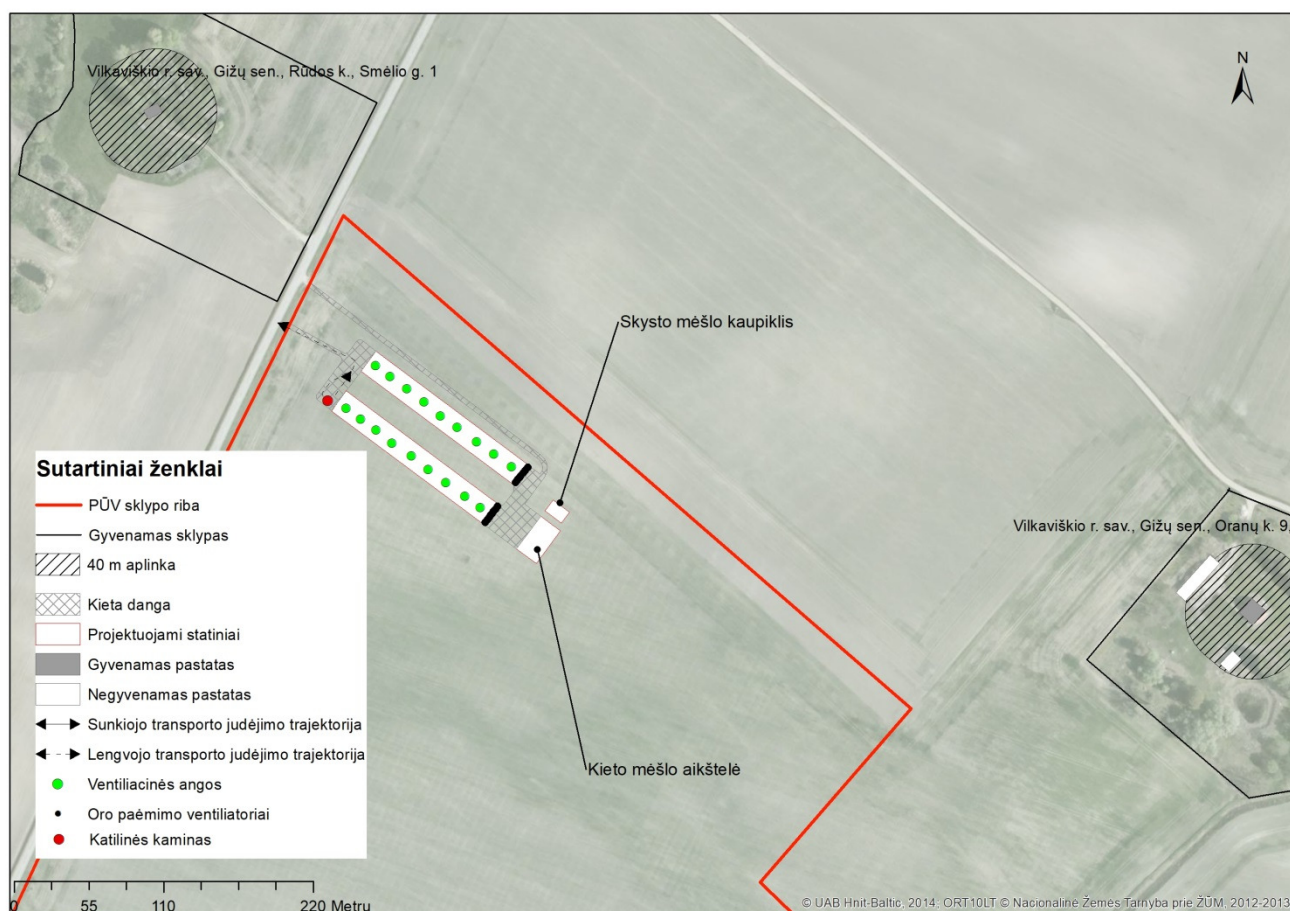 Vilkaviškio r. sav., Gižų sen., Rūdos k., Smėlio g. 1
N
Skysto mėšlo kaupiklis
Vilkaviškio r. sav., Gižų sen., Oranų k. 9,
Kieto mėšlo aikštelė
Sutartiniai ženklai
PŪV sklypo riba
Gyvenamas sklypas
40 m aplinka
Kieta danga
Projektuojami statiniai
Gyvenamas pastatas
Negyvenamas pastatas
Sunkiojo transporto judėjimo trajektorija
Lengvojo transporto judėjimo trajektorija
Ventiliacinės angos
Oro paėmimo ventiliatoriai
Katilinės kaminas
0 55 110 220 Metrų
© UAB Hnit-Baltic, 2014, ORT10LT © Nacionalinė Žemės Tarnyba prie ŽŪM, 2012-2013